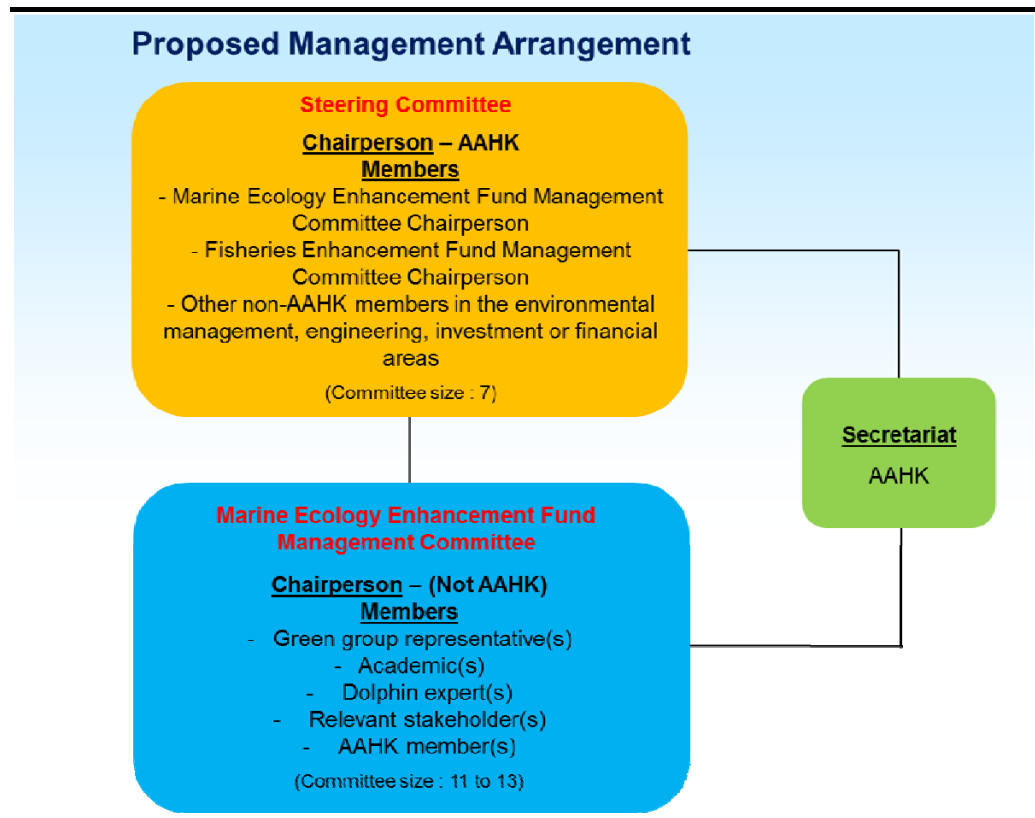 Proposed Management Arrangement
Steering Committee
Chairperson – AAHK
Members
- Marine Ecology Enhancement Fund Management
Committee Chairperson
- Fisheries Enhancement Fund Management
Committee Chairperson
- Other non-AAHK members in the environmental
management, engineering, investment or financial
areas
(Committee size : 7)
Secretariat
AAHK
Marine Ecology Enhancement Fund
Management Committee
Chairperson – (Not AAHK)
Members
- Green group representative(s)
- Academic(s)
- Dolphin expert(s)
- Relevant stakeholder(s)
- AAHK member(s)
(Committee size : 11 to 13)